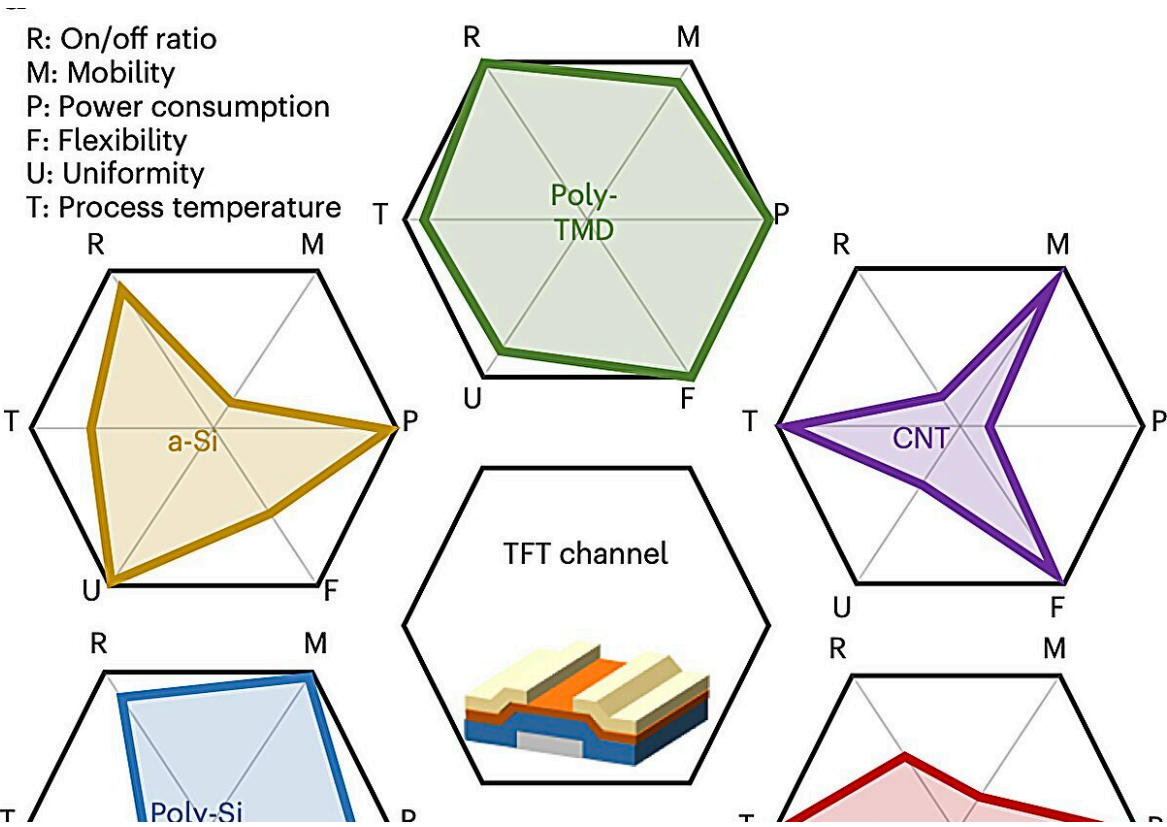 R: On/off ratio
M: Mobility
P: Power consumption
F: Flexibility
U: Uniformity
T: Process temperature
R
M
T
P
U
F
Poly-
TMD
R
M
T
P
U
F
a-Si
R
M
T
P
U
F
CNT
TFT channel
R
M
T
P
Poly-Si
R
M
T
P